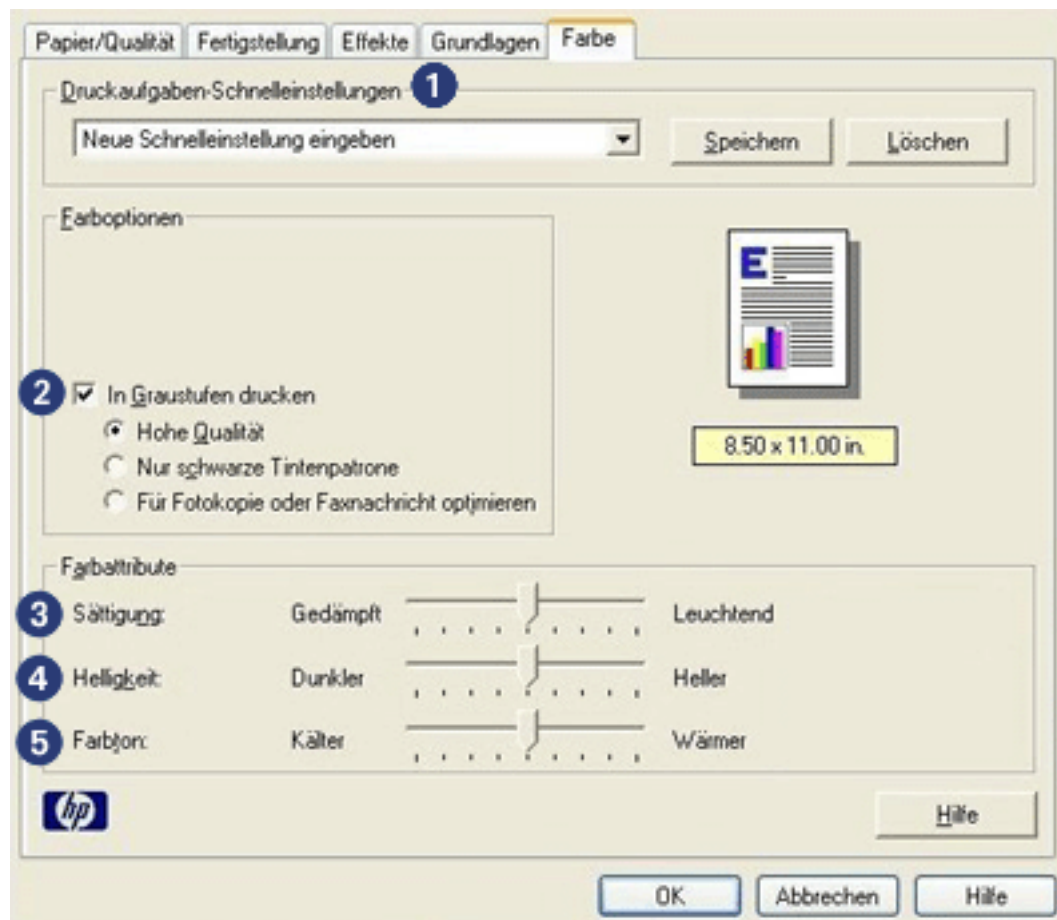 Papier/Qualität Fertigstellung Effekte Grundlagen Farbe
Druckaufgaben-Schnelleinstellungen 1
Neue Schnelleinstellung eingeben Speichern Löschen
Farboptionen
E
2 In Graustufen drucken
Hohe Qualität
8.50 x 11.00 in.
Nur schwarze Tintenpatrone
Für Fotokopie oder Faxnachricht optimieren
Farbattribute
3 Sättigung: Gedämpft Leuchtend
4 Helligkeit: Dunkler Heller
5 Farbton: Kälter Wärmer
hp Hilfe
OK Abbrechen Hilfe